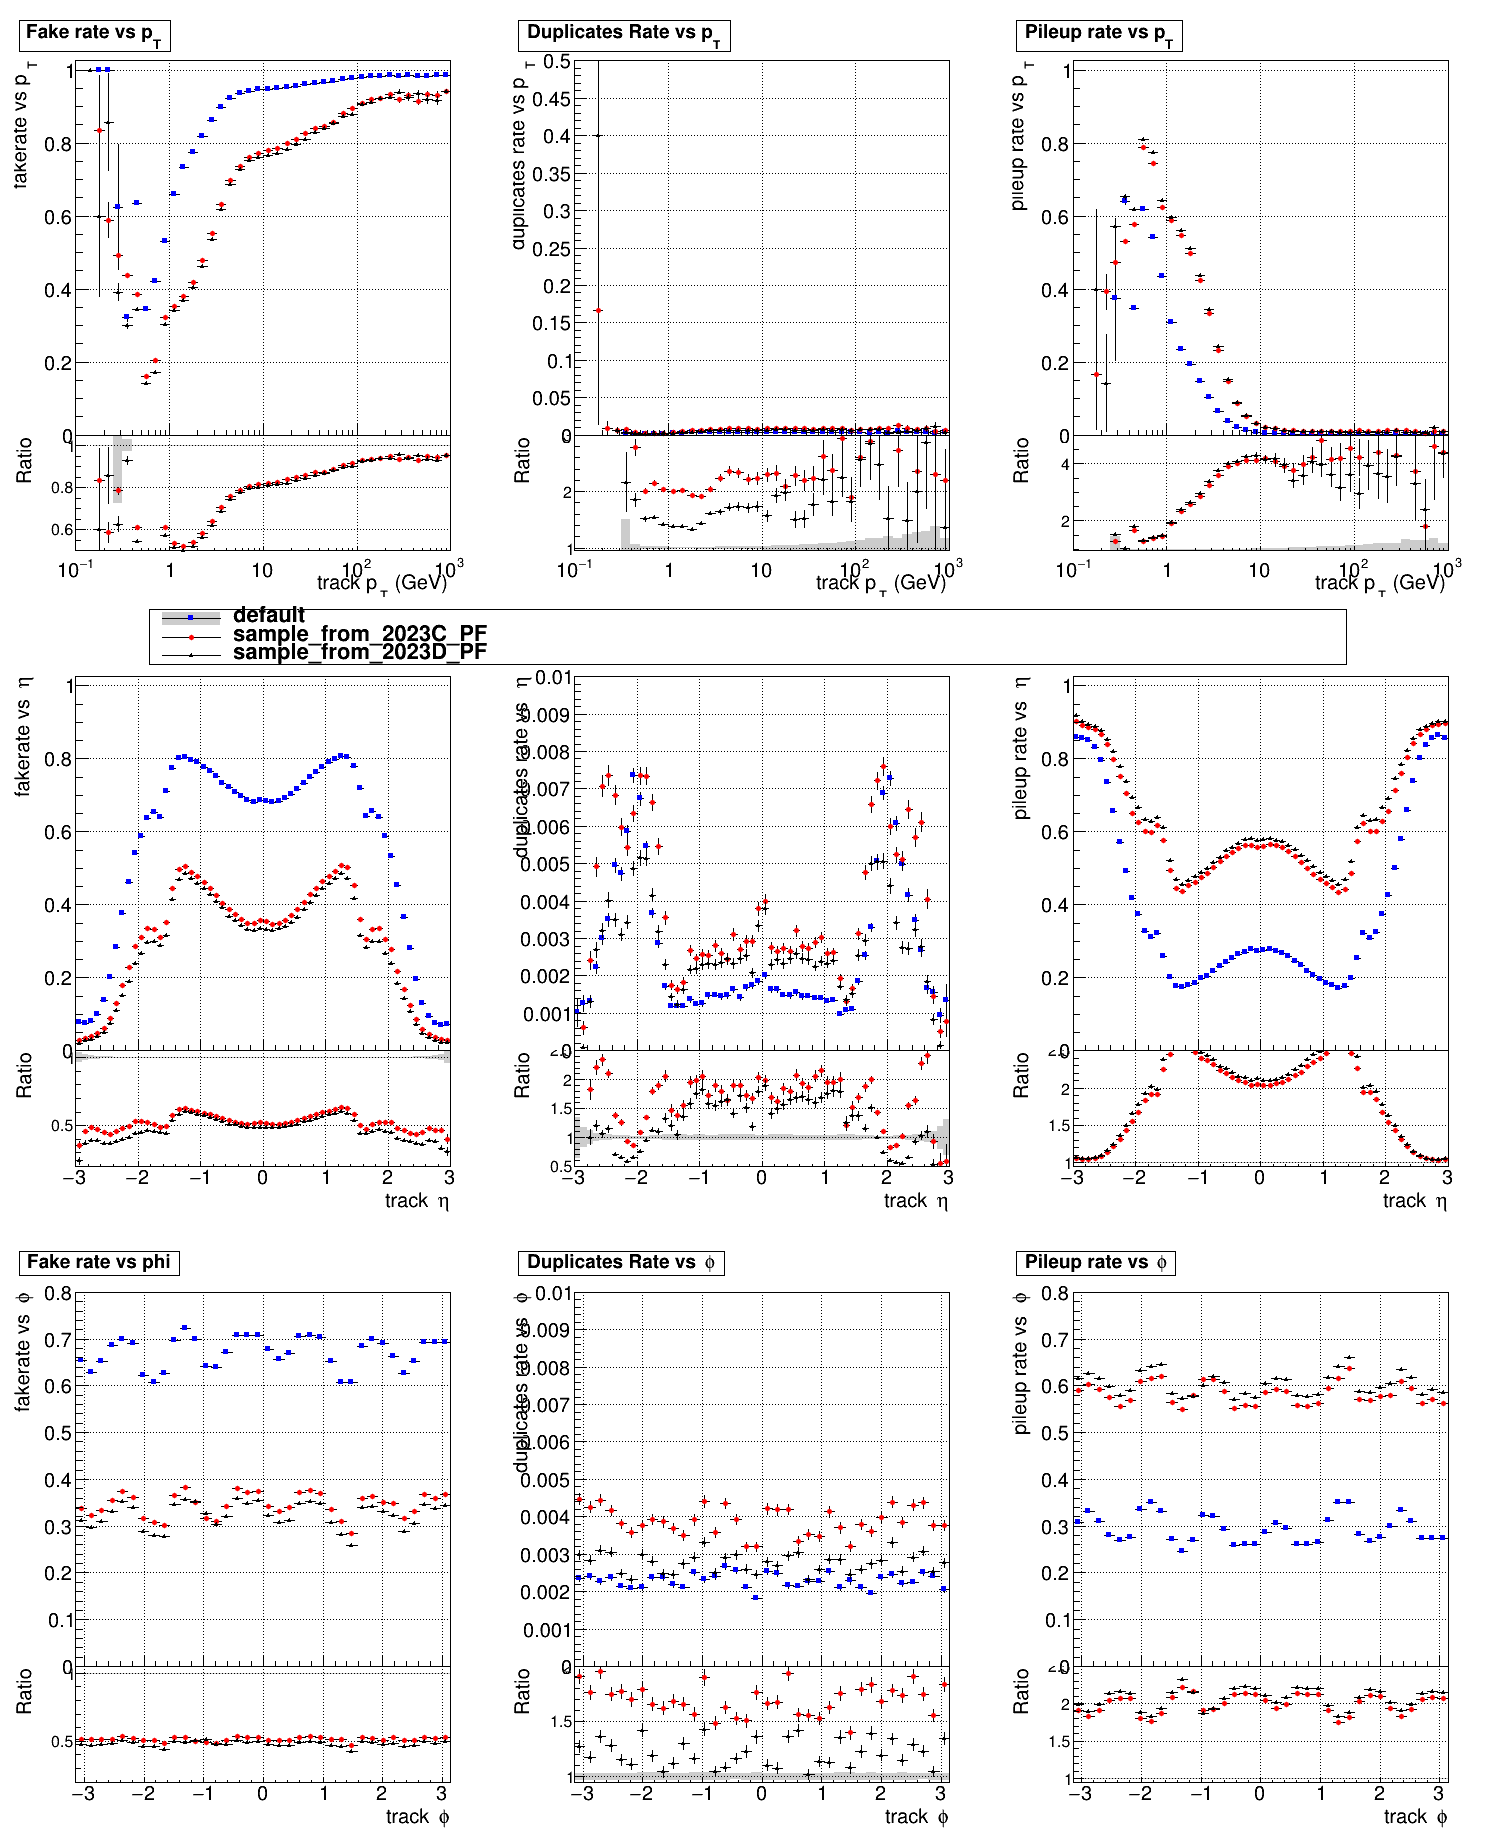 Fake rate vs p_T
fakerate vs p_T
1
0.8
0.6
0.4
0.2
0
Ratio
1
0.8
0.6
10^-1 1 10 10^2 10^3
track p_T (GeV)
Duplicates Rate vs p_T
duplicates rate vs p_T
0.5
0.45
0.4
0.35
0.3
0.25
0.2
0.15
0.1
0.05
0
Ratio
2
1
10^-1 1 10 10^2 10^3
track p_T (GeV)
Pileup rate vs p_T
pileup rate vs p_T
1
0.8
0.6
0.4
0.2
0
Ratio
4
2
10^-1 1 10 10^2 10^3
track p_T (GeV)
default
sample_from_2023C_PF
sample_from_2023D_PF
fakerate vs η
1
0.8
0.6
0.4
0.2
0
Ratio
1
0.5
−3 −2 −1 0 1 2 3
track η
duplicates rate vs η
0.01
0.009
0.008
0.007
0.006
0.005
0.004
0.003
0.002
0.001
0
Ratio
2
1.5
1
0.5
−3 −2 −1 0 1 2 3
track η
pileup rate vs η
1
0.8
0.6
0.4
0.2
0
Ratio
2
1.5
1
−3 −2 −1 0 1 2 3
track η
Fake rate vs phi
fakerate vs ϕ
0.8
0.7
0.6
0.5
0.4
0.3
0.2
0.1
0
Ratio
0.5
−3 −2 −1 0 1 2 3
track ϕ
Duplicates Rate vs ϕ
duplicates rate vs ϕ
0.01
0.009
0.008
0.007
0.006
0.005
0.004
0.003
0.002
0.001
0
Ratio
1.5
1
−3 −2 −1 0 1 2 3
track ϕ
Pileup rate vs ϕ
pileup rate vs ϕ
0.8
0.7
0.6
0.5
0.4
0.3
0.2
0.1
0
Ratio
2
1.5
1
−3 −2 −1 0 1 2 3
track ϕ